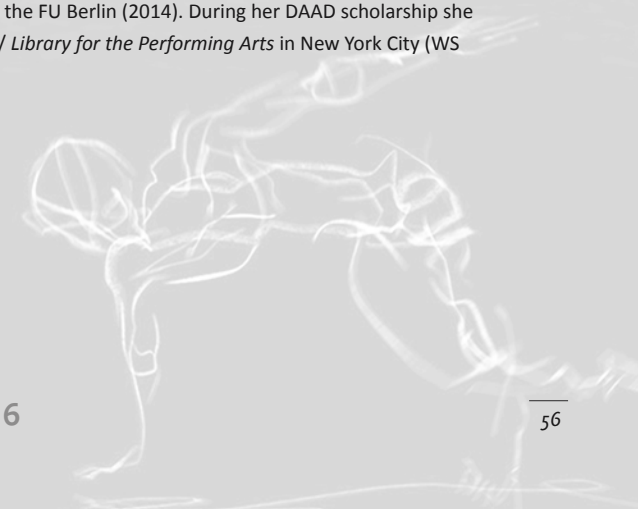 the FU Berlin (2014). During her DAAD scholarship she
/ Library for the Performing Arts in New York City (WS
6
56